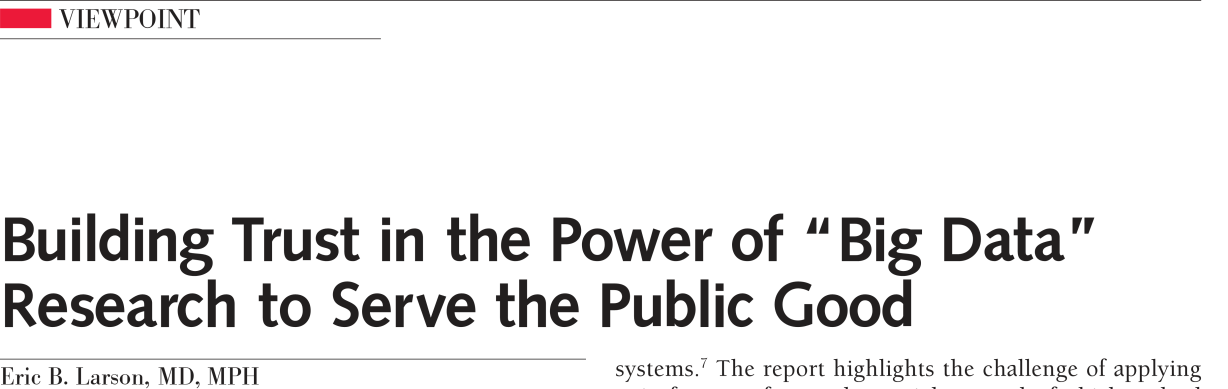 VIEWPOINT
Building Trust in the Power of “Big Data”
Research to Serve the Public Good
Eric B. Larson, MD, MPH
systems.7 The report highlights the challenge of applying